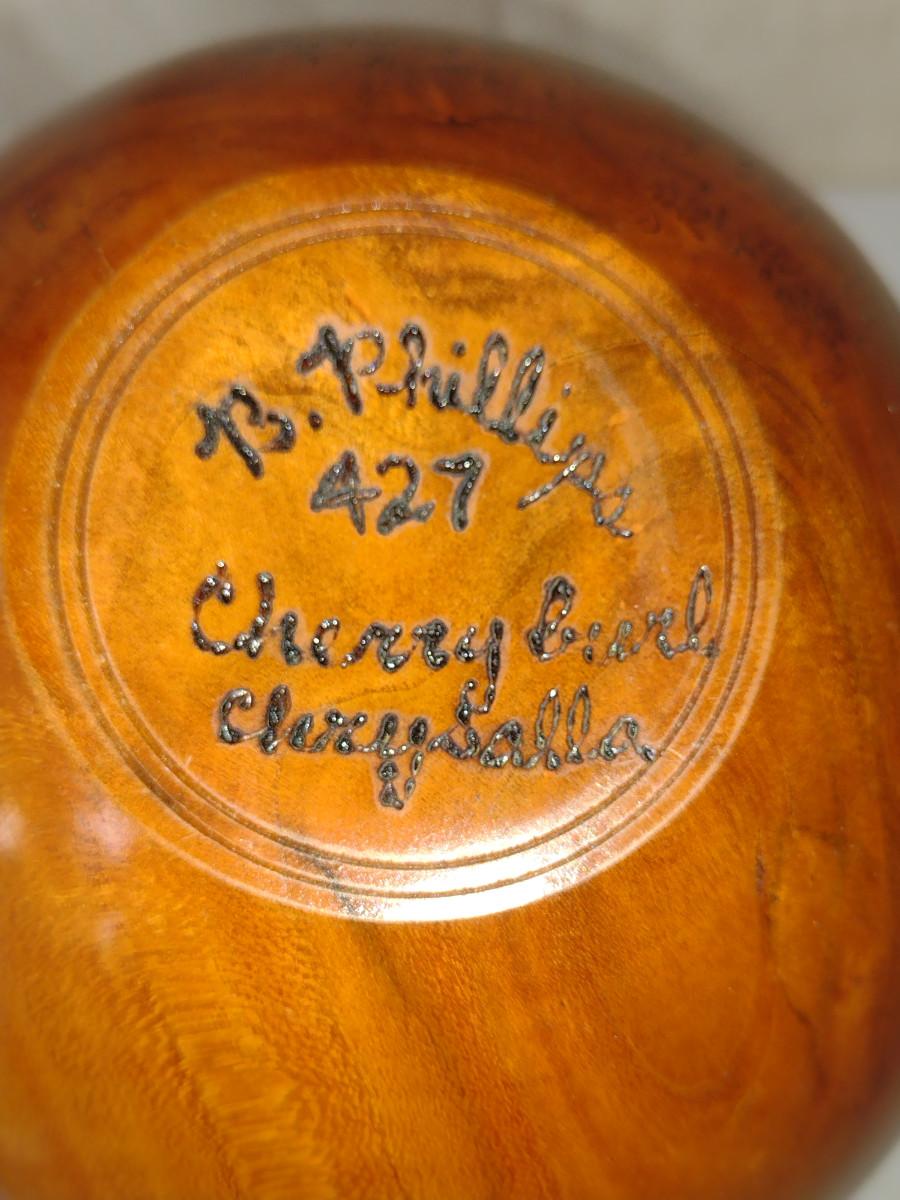 B. Phillips
427
Cherry burl
ChrySalla